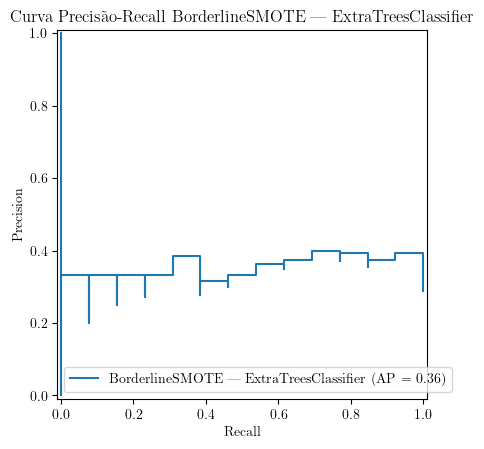 Curva Precisão-Recall BorderlineSMOTE — ExtraTreesClassifier
1.0
0.8
0.6
0.4
0.2
0.0
Precision
BorderlineSMOTE — ExtraTreesClassifier (AP = 0.36)
0.0 0.2 0.4 0.6 0.8 1.0
Recall